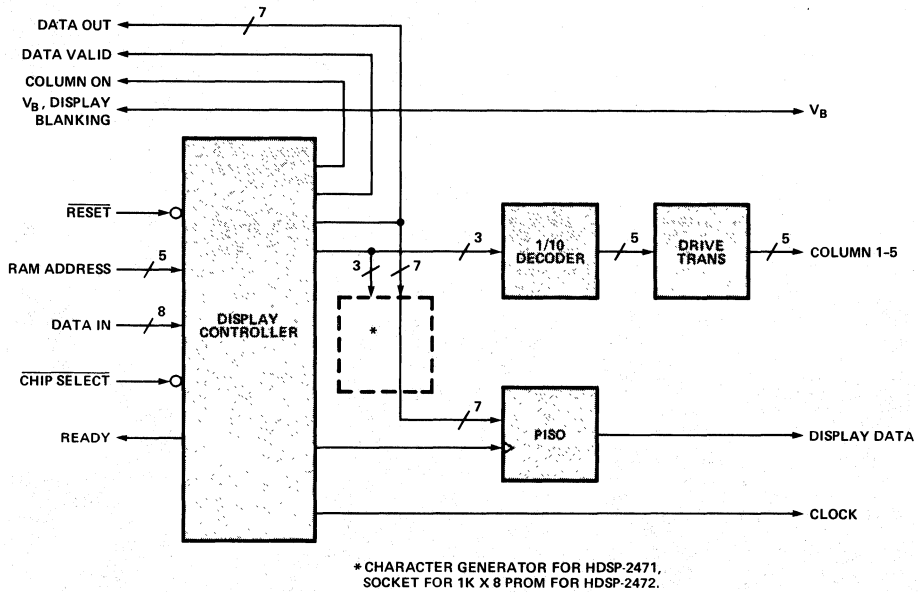 DATA OUT
7
DATA VALID
COLUMN ON
VB, DISPLAY
BLANKING
VB
RESET
RAM ADDRESS
5
DATA IN
8
CHIP SELECT
READY
DISPLAY
CONTROLLER
3
7
*
3
1/10
DECODER
5
DRIVE
TRANS
5
COLUMN 1-5
7
PISO
DISPLAY DATA
CLOCK
* CHARACTER GENERATOR FOR HDSP-2471,
SOCKET FOR 1K X 8 PROM FOR HDSP-2472.